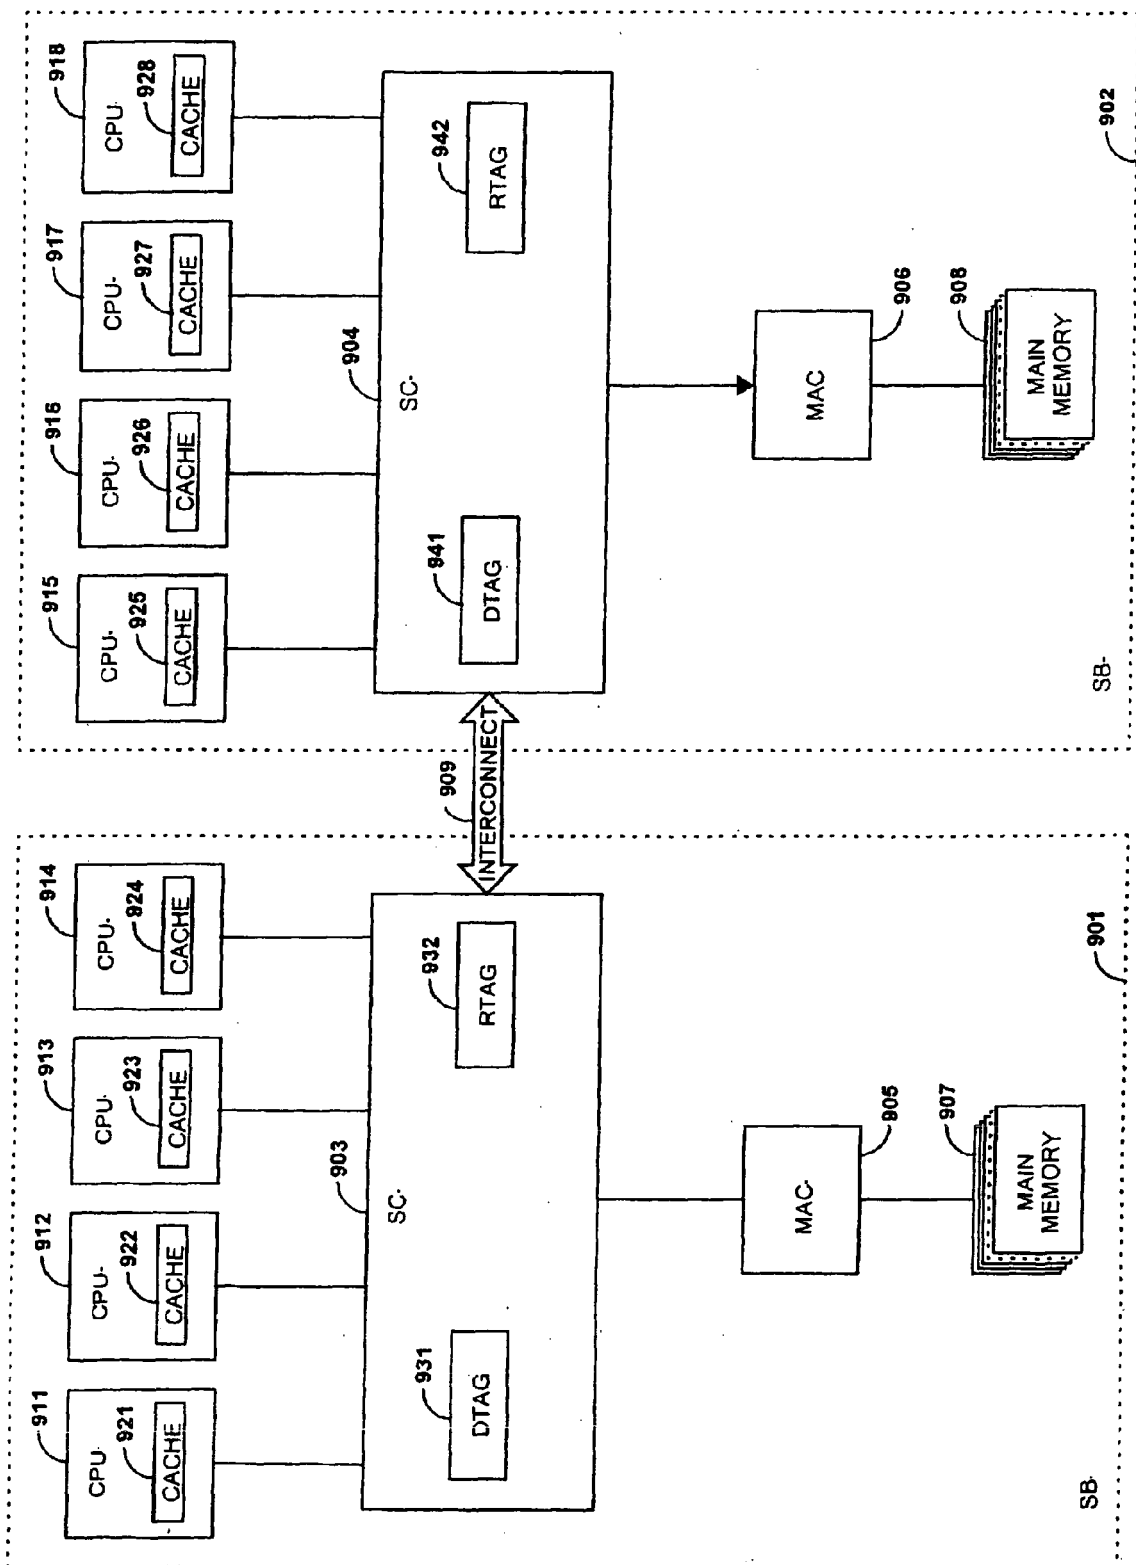 911
912
913
914
915
916
917
918
CPU-
CPU-
CPU-
CPU-
CPU-
CPU-
CPU-
CPU-
921
922
923
924
925
926
927
928
CACHE
CACHE
CACHE
CACHE
CACHE
CACHE
CACHE
CACHE
903
904
SC-
SC-
931
932
909
941
942
DTAG
RTAG
INTERCONNECT
DTAG
RTAG
MAC-
905
MAC
906
907
908
MAIN
MEMORY
MAIN
MEMORY
SB-
901
SB-
902